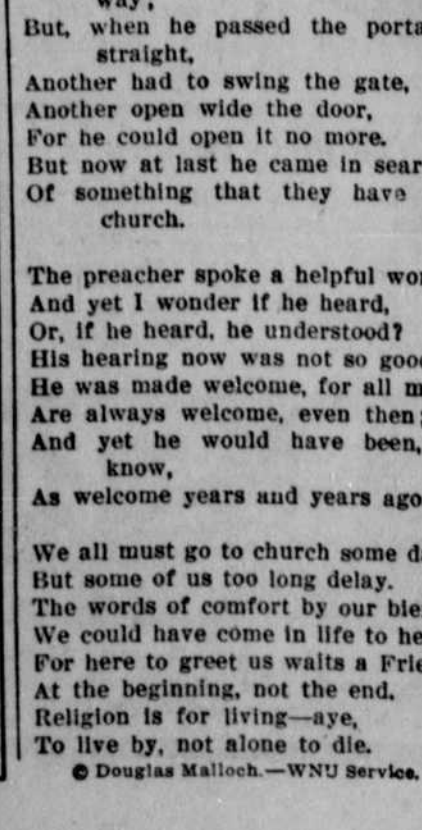 way,
But, when he passed the porta
straight,
Another had to swing the gate,
Another open wide the door,
For he could open it no more.
But now at last he came in sear
Of something that they have
church.
The preacher spoke a helpful wo
And yet I wonder if he heard,
Or, if he heard, he understood?
His hearing now was not so goo
He was made welcome, for all m
Are always welcome, even then;
And yet he would have been,
know,
As welcome years and years ago
We all must go to church some d
But some of us too long delay.
The words of comfort by our bie
We could have come in life to he
For here to greet us waits a Frie
At the beginning, not the end.
Religion is for living—aye,
To live by, not alone to die.
© Douglas Malloch.—WNU Service.